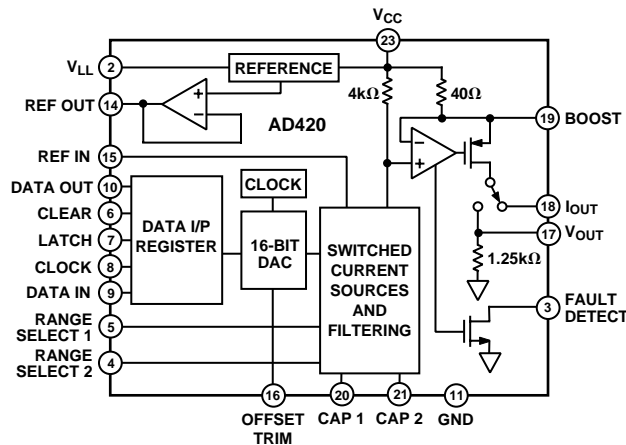 VCC
23
VLL
2
REFERENCE
4kΩ
40Ω
REF OUT
14
+
−
AD420
19
BOOST
−
+
REF IN
15
DATA OUT
10
CLEAR
6
LATCH
7
CLOCK
8
DATA IN
9
DATA I/P
REGISTER
CLOCK
16-BIT
DAC
SWITCHED
CURRENT
SOURCES
AND
FILTERING
18
IOUT
17
VOUT
1.25kΩ
3
FAULT
DETECT
RANGE
SELECT 1
5
RANGE
SELECT 2
4
16
20
21
11
OFFSET
TRIM
CAP 1
CAP 2
GND